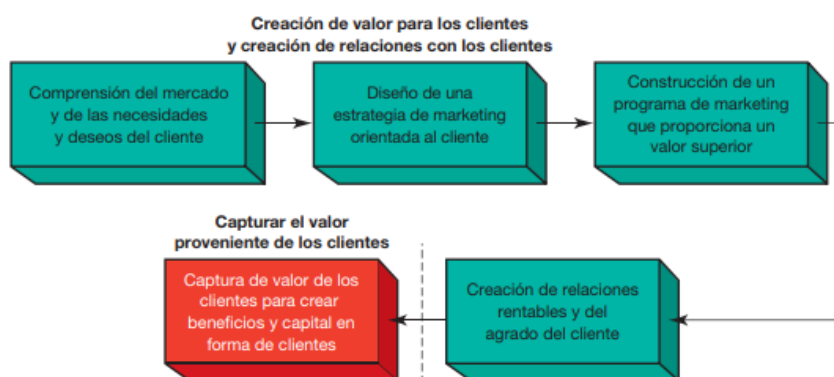 Creación de valor para los clientes
y creación de relaciones con los clientes
Comprensión del mercado
y de las necesidades
y deseos del cliente
Diseño de una
estrategia de marketing
orientada al cliente
Construcción de un
programa de marketing
que proporciona un
valor superior
Capturar el valor
proveniente de los clientes
Captura de valor de los
clientes para crear
beneficios y capital en
forma de clientes
Creación de relaciones
rentables y del
agrado del cliente